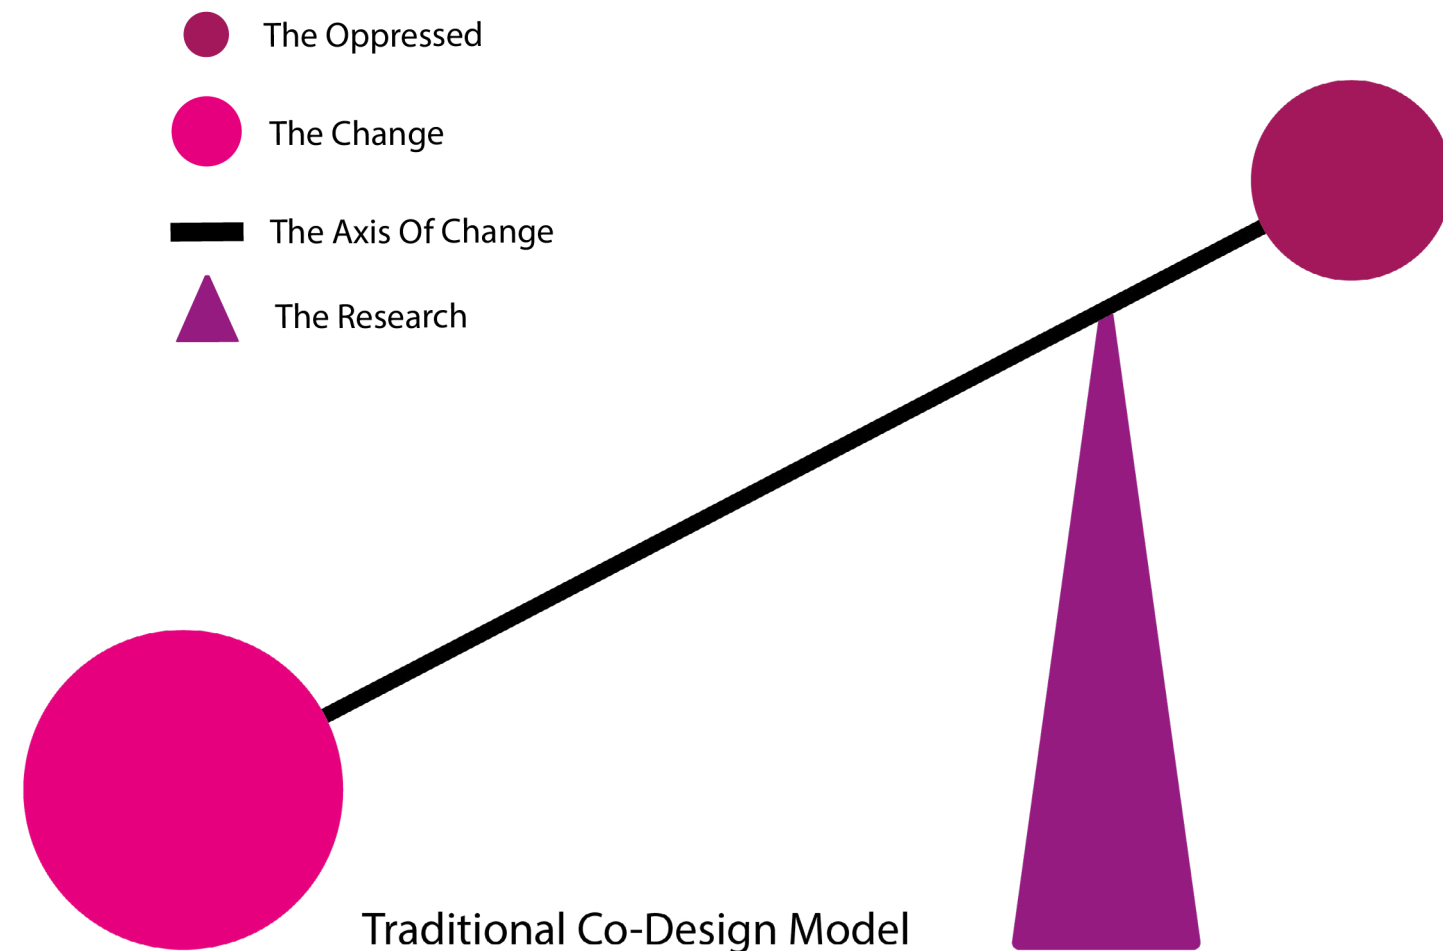 The Oppressed
The Change
The Axis Of Change
The Research
Traditional Co-Design Model